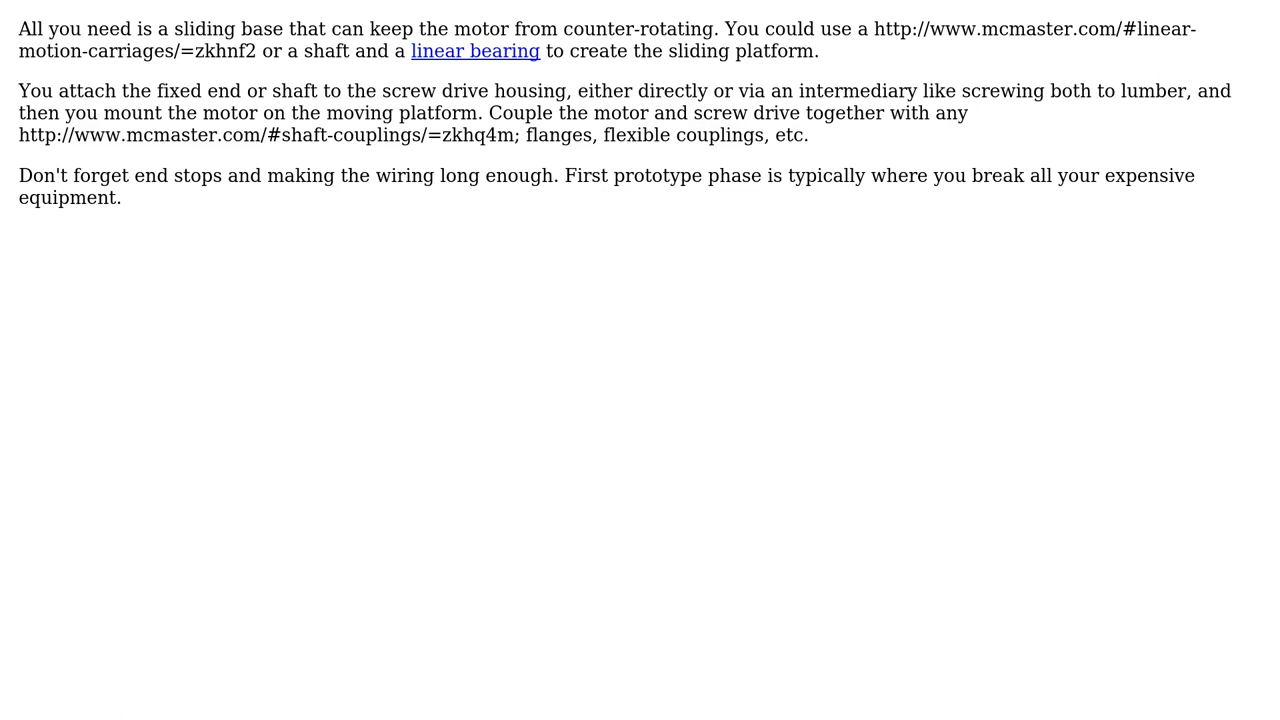 All you need is a sliding base that can keep the motor from counter-rotating. You could use a http://www.mcmaster.com/#linear-
motion-carriages/=zkhnf2 or a shaft and a linear bearing to create the sliding platform.
You attach the fixed end or shaft to the screw drive housing, either directly or via an intermediary like screwing both to lumber, and
then you mount the motor on the moving platform. Couple the motor and screw drive together with any
http://www.mcmaster.com/#shaft-couplings/=zkhq4m; flanges, flexible couplings, etc.
Don't forget end stops and making the wiring long enough. First prototype phase is typically where you break all your expensive
equipment.